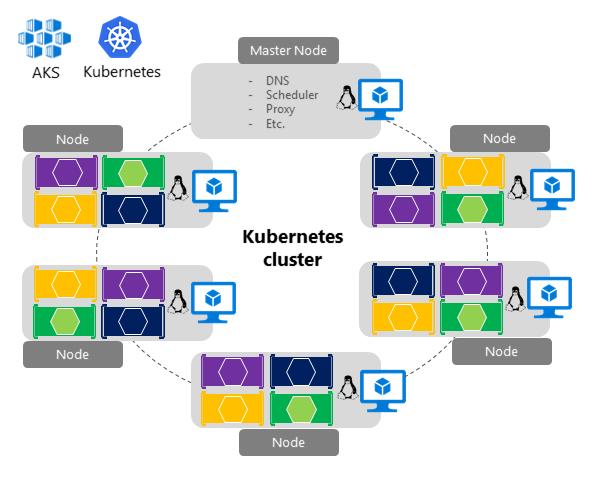 AKS
Kubernetes
Master Node
- DNS
- Scheduler
- Proxy
- Etc.
Node
Node
Kubernetes
cluster
Node
Node
Node